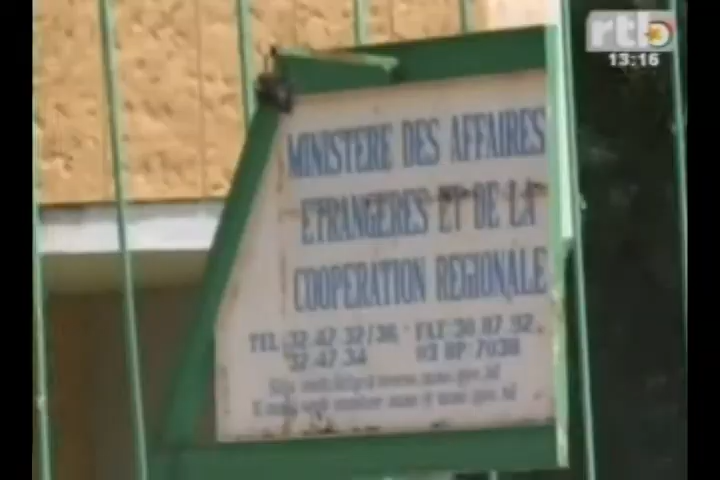 rtb
13:16
MINISTERE DES AFFAIRES
ETRANGERES ET DE LA
COOPERATION REGIONALE
TEL: 32.47.32/36 - FAX: 30.87.92.
32.47.34 03 BP: 7038